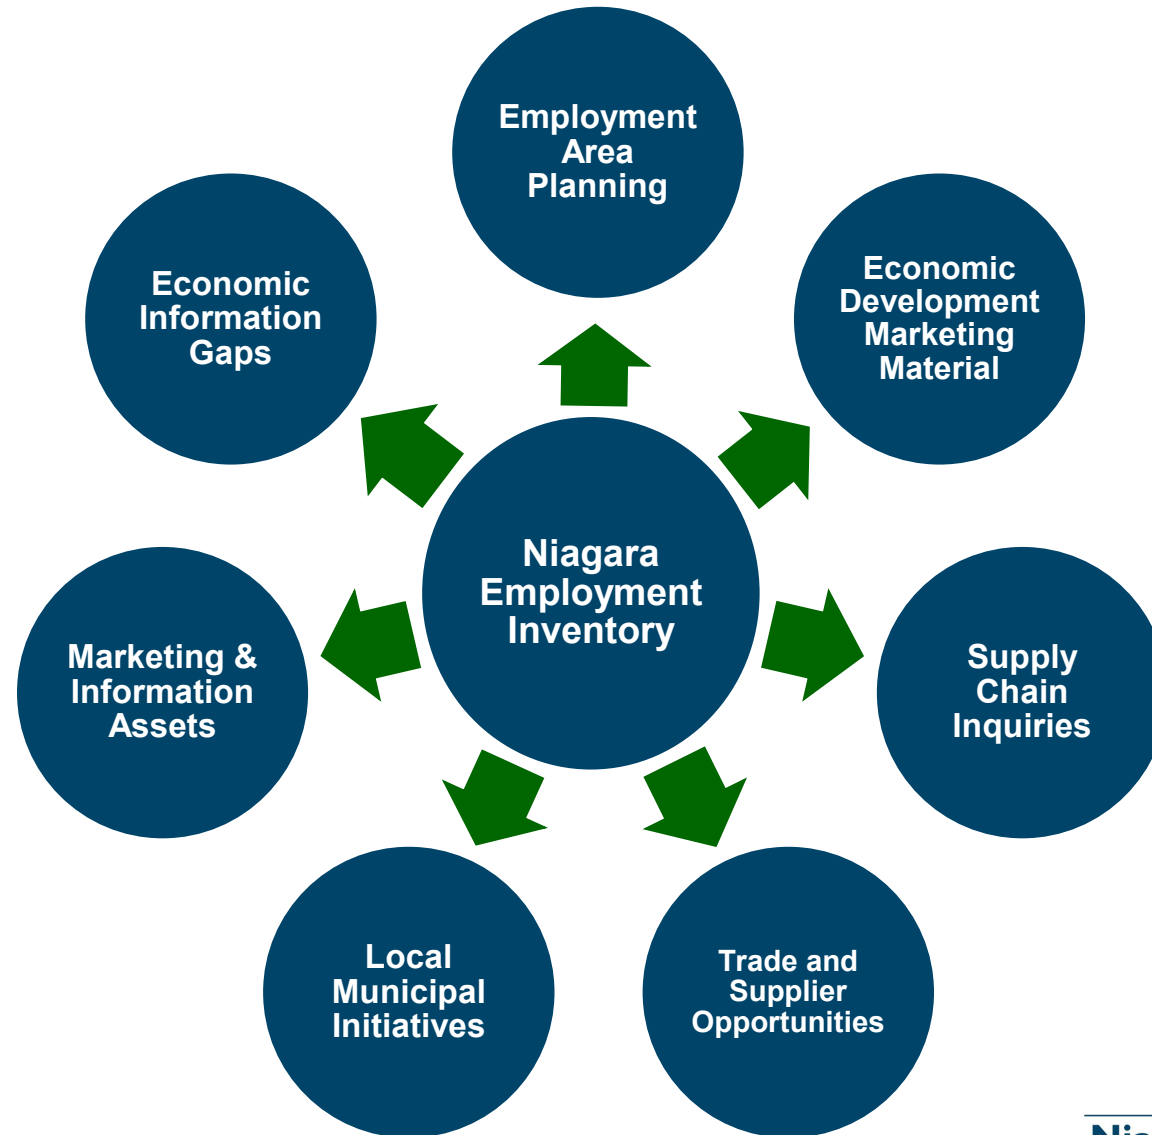 Employment
Area
Planning
Economic
Development
Marketing
Material
Economic
Information
Gaps
Niagara
Employment
Inventory
Supply
Chain
Inquiries
Marketing &
Information
Assets
Local
Municipal
Initiatives
Trade and
Supplier
Opportunities